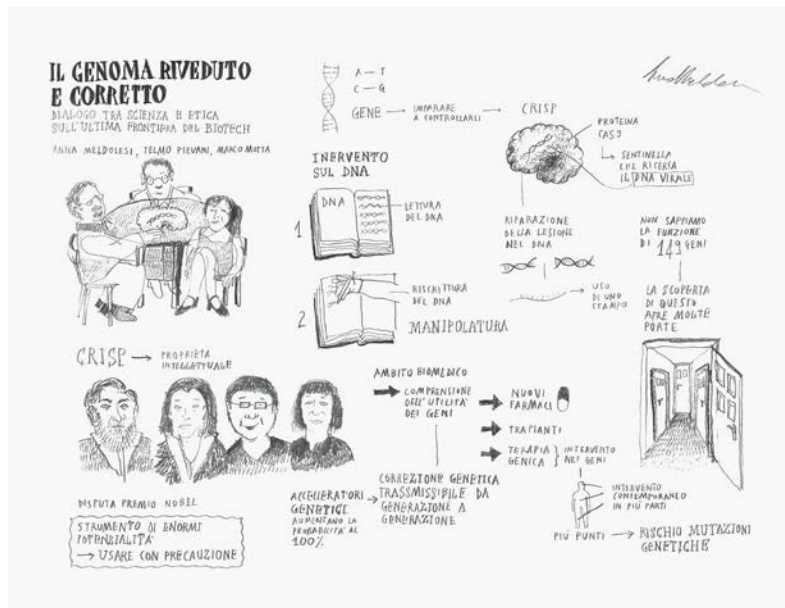 IL GENOMA RIVEDUTO
E CORRETTO
DIALOGO TRA SCIENZA E ETICA
SULL'ULTIMA FRONTIERA DEL BIOTECH
ANNA MELDOLESI, TELMO PIEVANI, MARCO MOTTA
A — T
C — G
GENE → IMPARARE
A CONTROLLARLI
→ CRISP
PROTEINA
CAS9
SENTINELLA
CHE RICERCA
IL DNA VIRALE
INERVENTO
SUL DNA
1
DNA
LETTURA
DEL DNA
2
RISCRITTURA
DEL DNA
MANIPOLATURA
RIPARAZIONE
DELLA LESIONE
NEL DNA
USO
DI UNO
STAMPO
NON SAPPIAMO
LA FUNZIONE
DI 149 GENI
LA SCOPERTA
DI QUESTO
APRE MOLTE
PORTE
CRISP → PROPRIETÀ
INTELLETTUALE
DISPUTA PREMIO NOBEL
STRUMENTO DI ENORMI
POTENZIALITÀ
→ USARE CON PRECAUZIONE
AMBITO BIOMEDICO
COMPRENSIONE
DELL'UTILITÀ
DEI GENI
NUOVI
FARMACI
TRAPIANTI
TERAPIA
GENICA
INTERVENTO
NEI GENI
ACCELLERATORI
GENETICI
AUMENTANO LA
PROBABILITÀ AL
100%
CORREZIONE GENETICA
TRASSMISSIBILE DA
GENERAZIONE A
GENERAZIONE
INTERVENTO
CONTEMPORANEO
IN PIÙ PARTI
PIÙ PUNTI → RISCHIO MUTAZIONI
GENETICHE